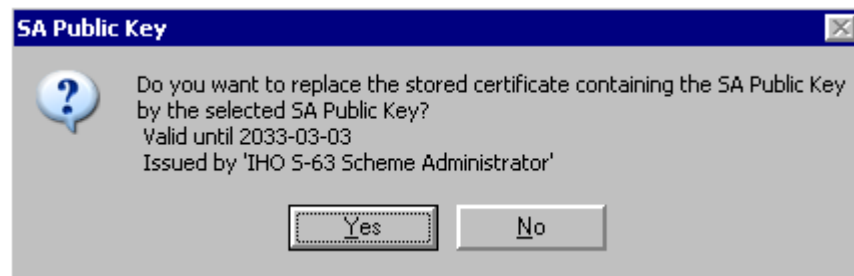 SA Public Key
Do you want to replace the stored certificate containing the SA Public Key
by the selected SA Public Key?
Valid until 2033-03-03
Issued by 'IHO S-63 Scheme Administrator'
Yes
No